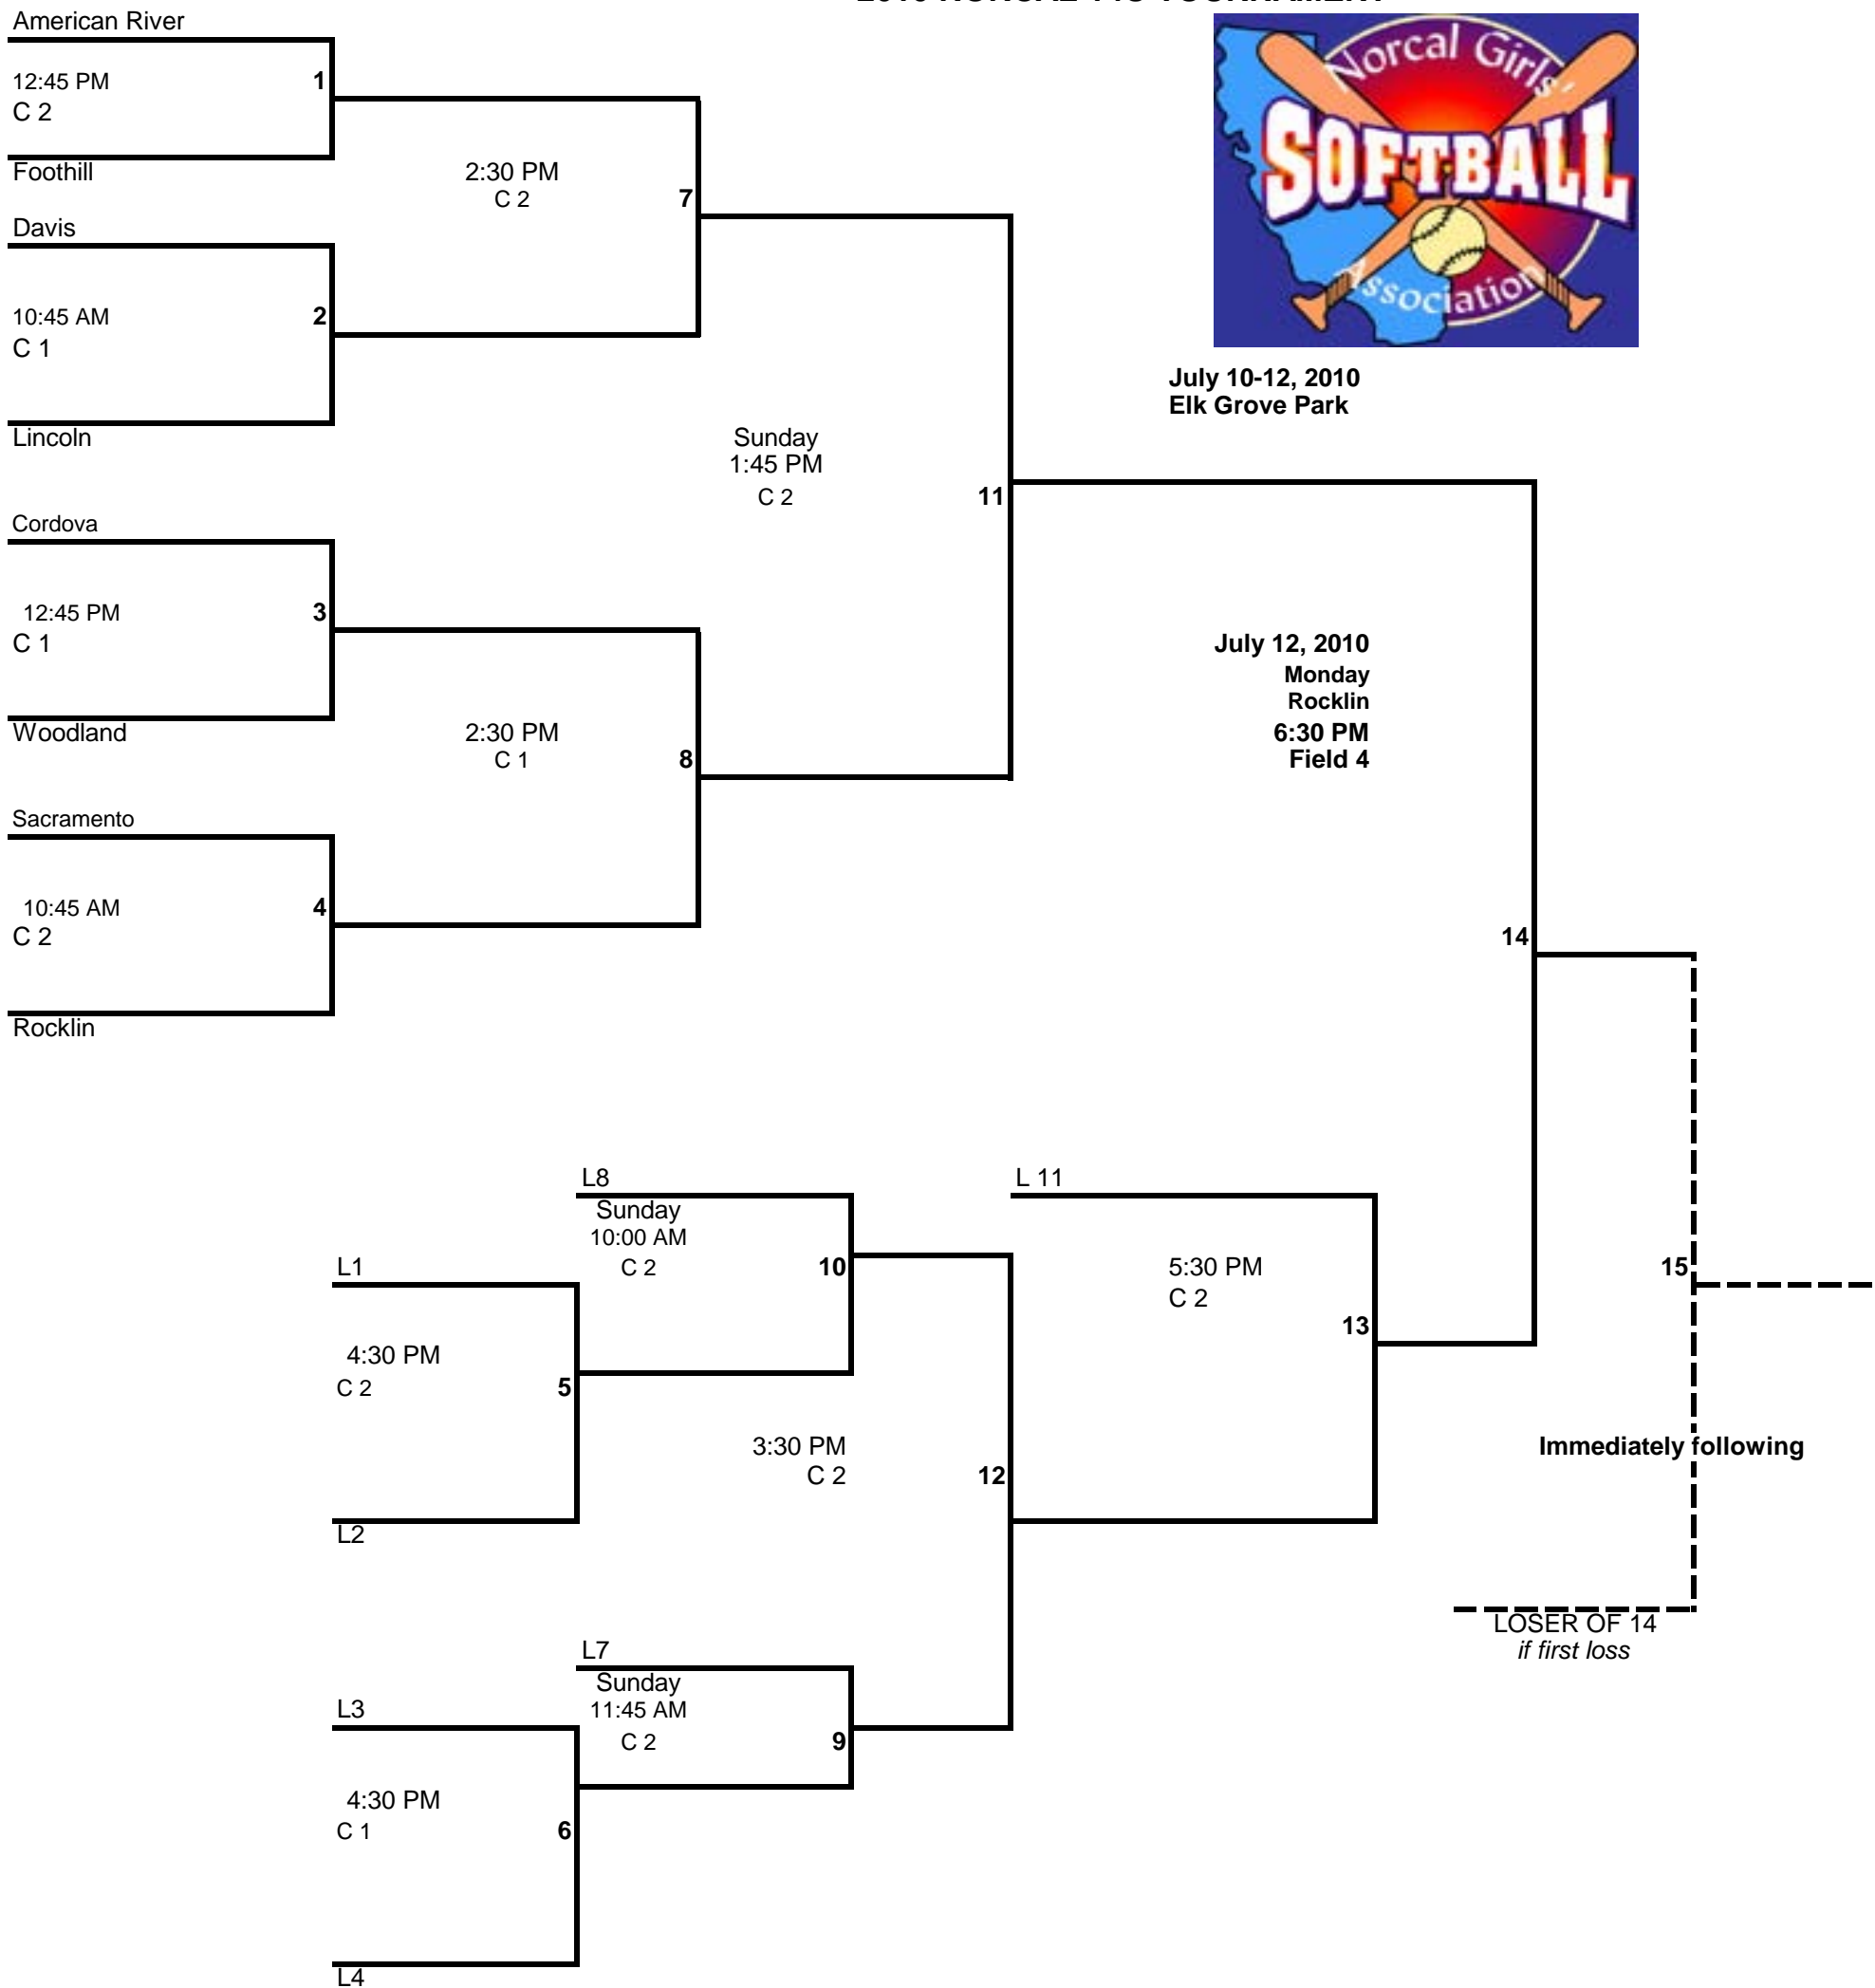 American River
12:45 PM
1
C 2
Foothill
2:30 PM
C 2
7
Davis
10:45 AM
2
C 1
Lincoln
Norcal Girls'
SOFTBALL
Association
July 10-12, 2010
Elk Grove Park
Sunday
1:45 PM
C 2
11
Cordova
12:45 PM
3
C 1
Woodland
2:30 PM
C 1
8
July 12, 2010
Monday
Rocklin
6:30 PM
Field 4
Sacramento
10:45 AM
4
C 2
Rocklin
14
L8
Sunday
10:00 AM
C 2
10
L 11
5:30 PM
C 2
13
15
L1
4:30 PM
C 2
5
L2
3:30 PM
C 2
12
Immediately following
LOSER OF 14
if first loss
L7
Sunday
11:45 AM
C 2
9
L3
4:30 PM
C 1
6
L4